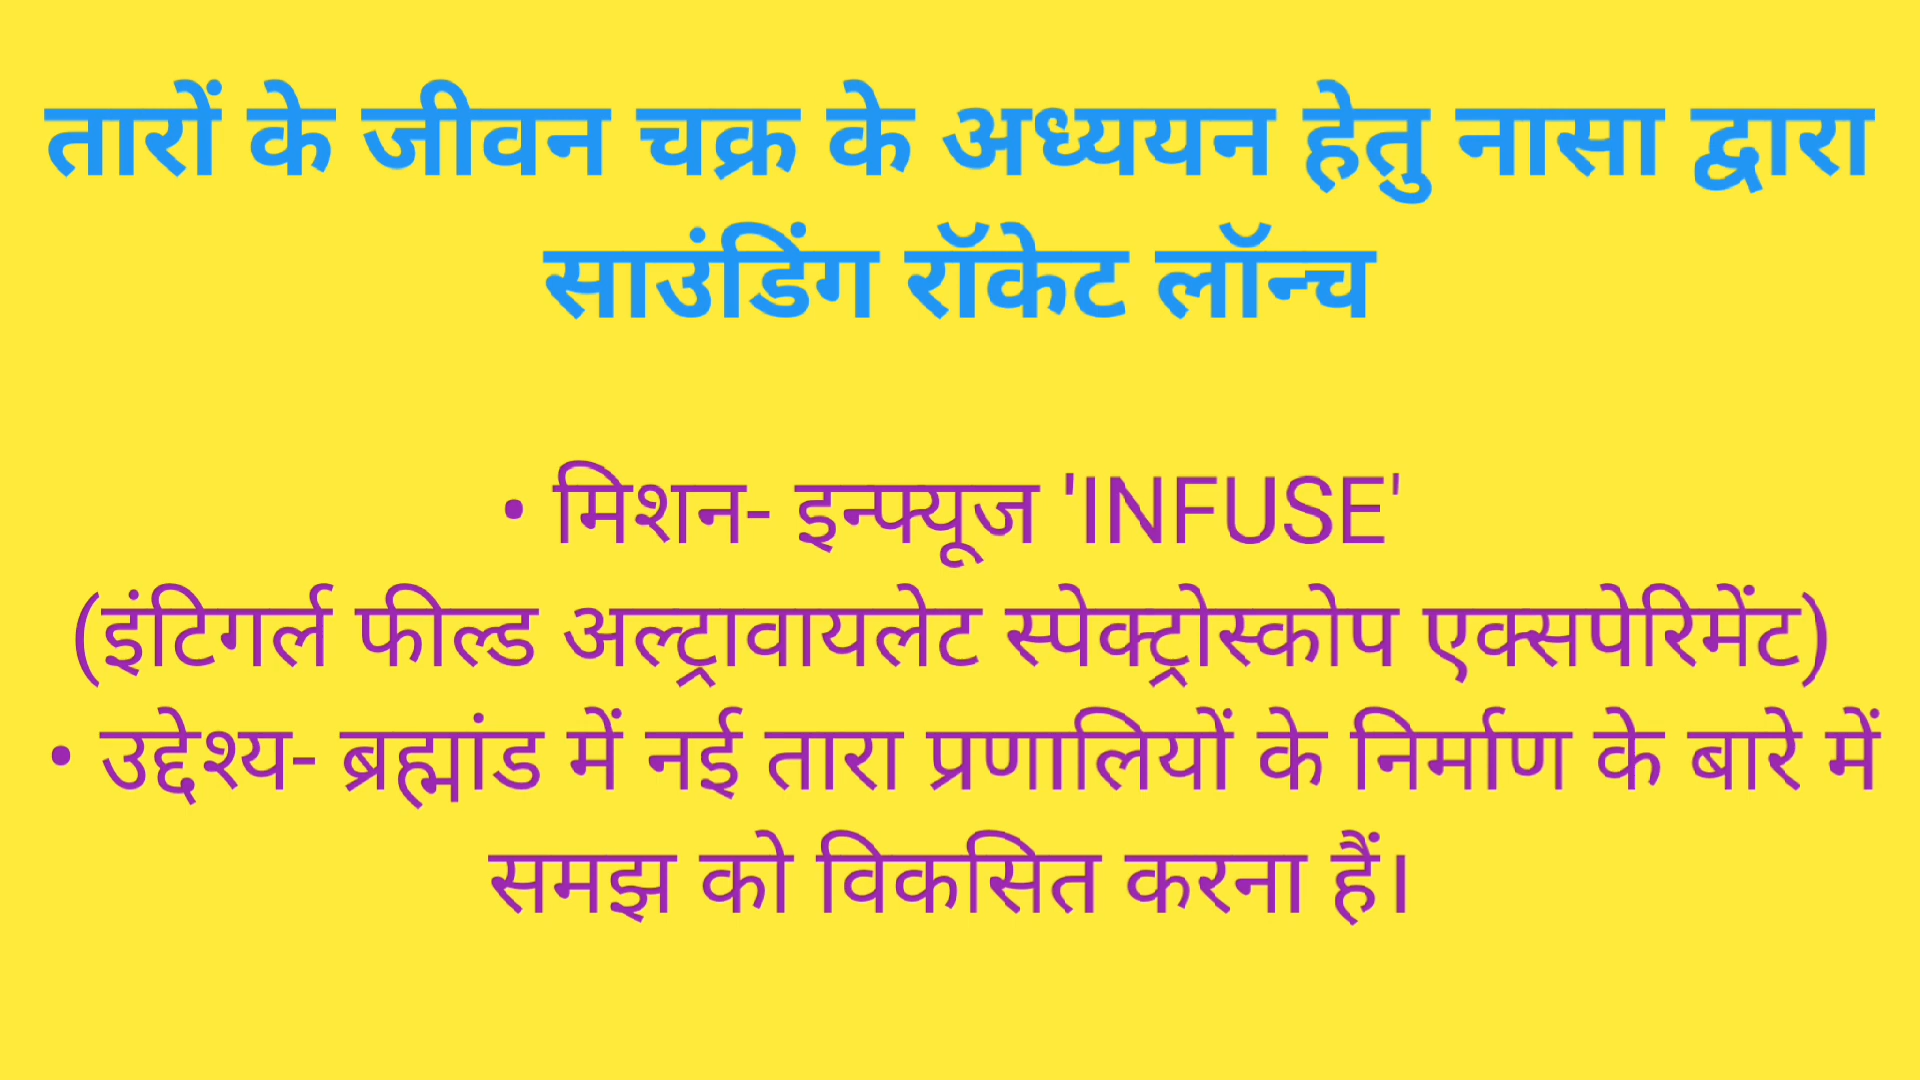 तारों के जीवन चक्र के अध्ययन हेतु नासा द्वारा
साउंडिंग रॉकेट लॉन्च
• मिशन- इन्फ्यूज 'INFUSE'
(इंटिगर्ल फील्ड अल्ट्रावायलेट स्पेक्ट्रोस्कोप एक्सपेरिमेंट)
• उद्देश्य- ब्रह्मांड में नई तारा प्रणालियों के निर्माण के बारे में
समझ को विकसित करना हैं।